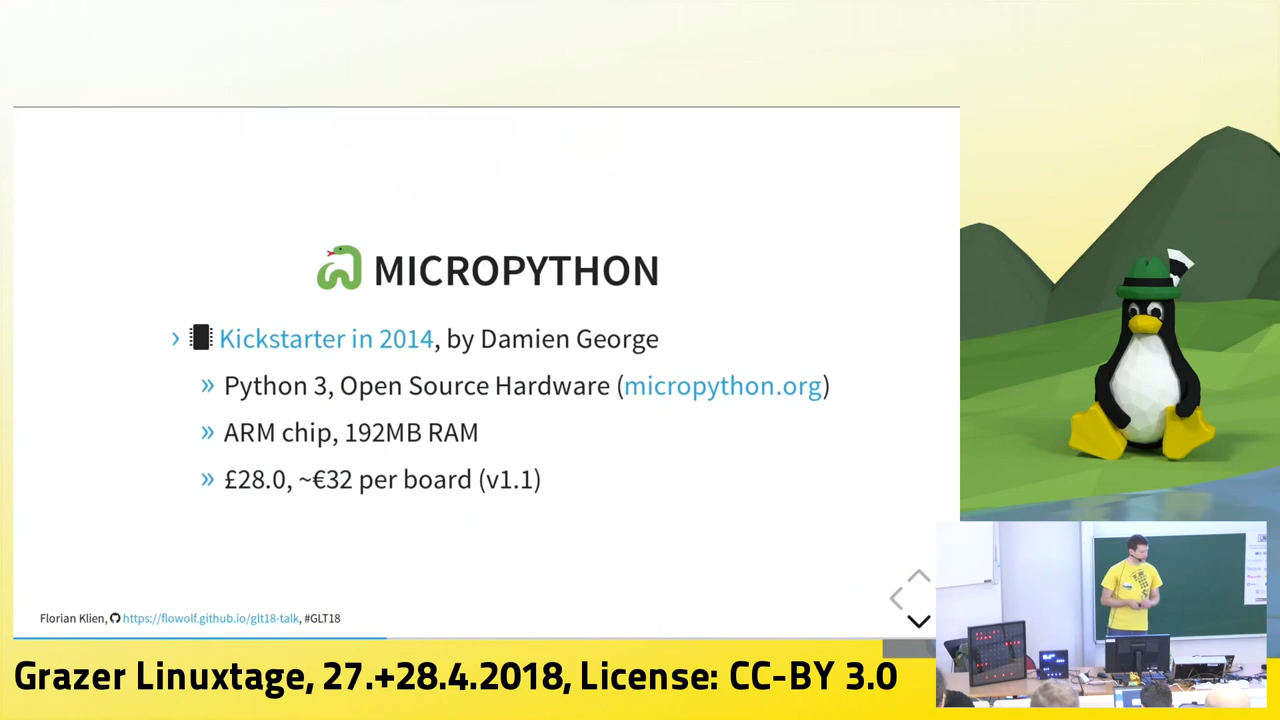 MICROPYTHON
› Kickstarter in 2014, by Damien George
» Python 3, Open Source Hardware (micropython.org)
» ARM chip, 192MB RAM
» £28.0, ~€32 per board (v1.1)
Florian Klien, https://flowolf.github.io/glt18-talk, #GLT18
Grazer Linuxtage, 27.+28.4.2018, License: CC-BY 3.0